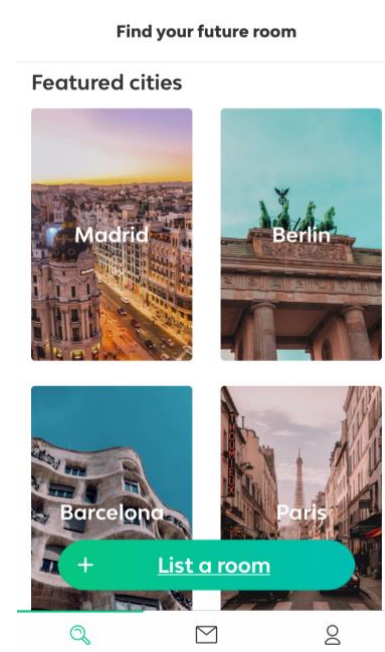 Find your future room
Featured cities
Madrid
Berlin
Barcelona
Paris
+ List a room